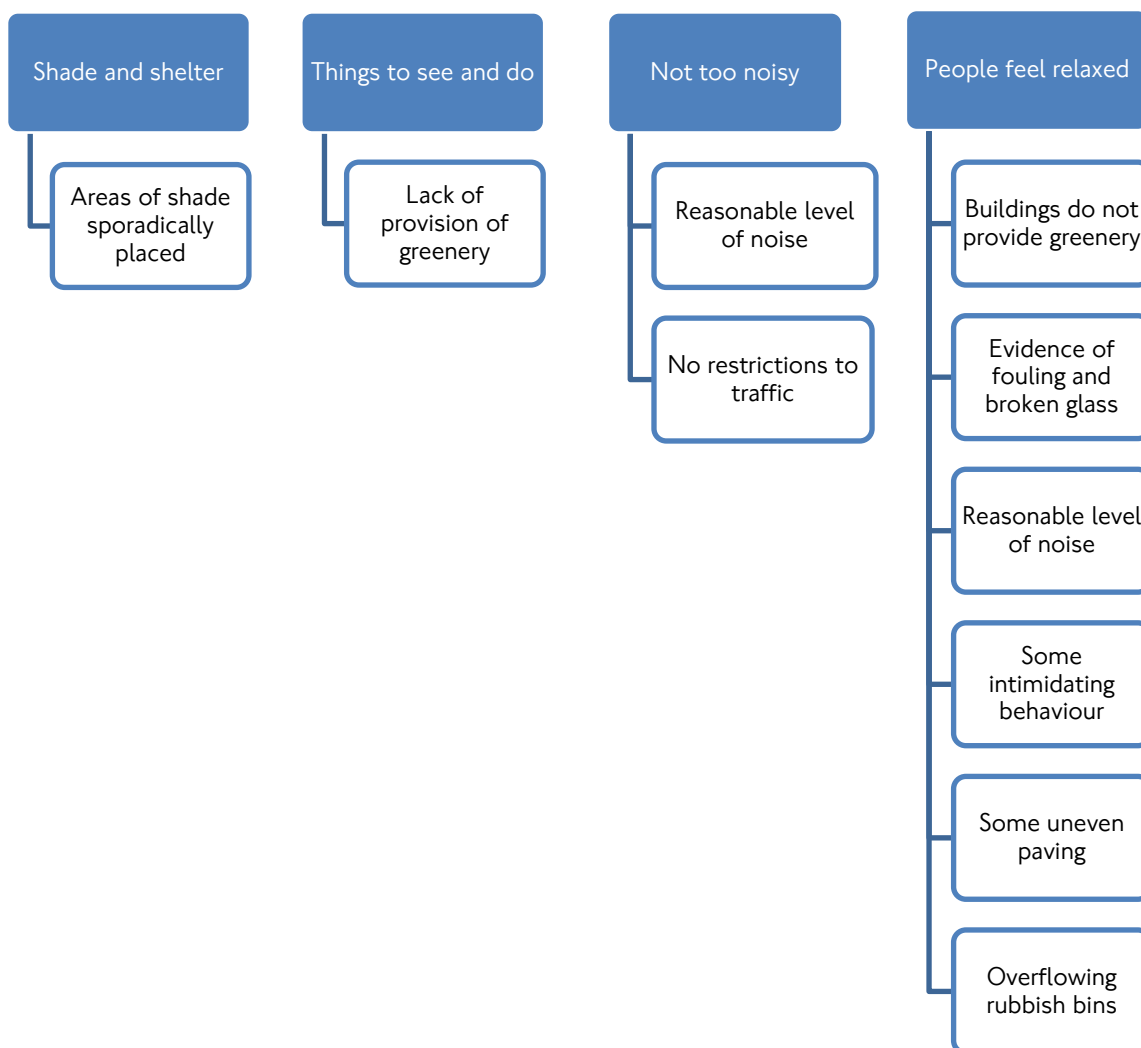 Shade and shelter
Areas of shade
sporadically
placed
Things to see and do
Lack of
provision of
greenery
Not too noisy
Reasonable level
of noise
No restrictions to
traffic
People feel relaxed
Buildings do not
provide greenery
Evidence of
fouling and
broken glass
Reasonable level
of noise
Some
intimidating
behaviour
Some uneven
paving
Overflowing
rubbish bins